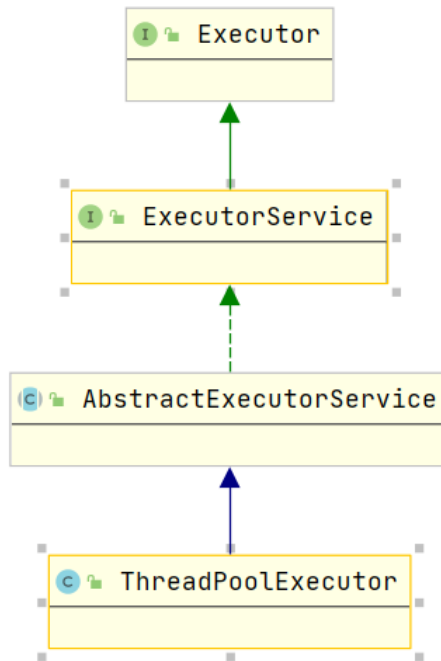 I Executor
I ExecutorService
C AbstractExecutorService
C ThreadPoolExecutor